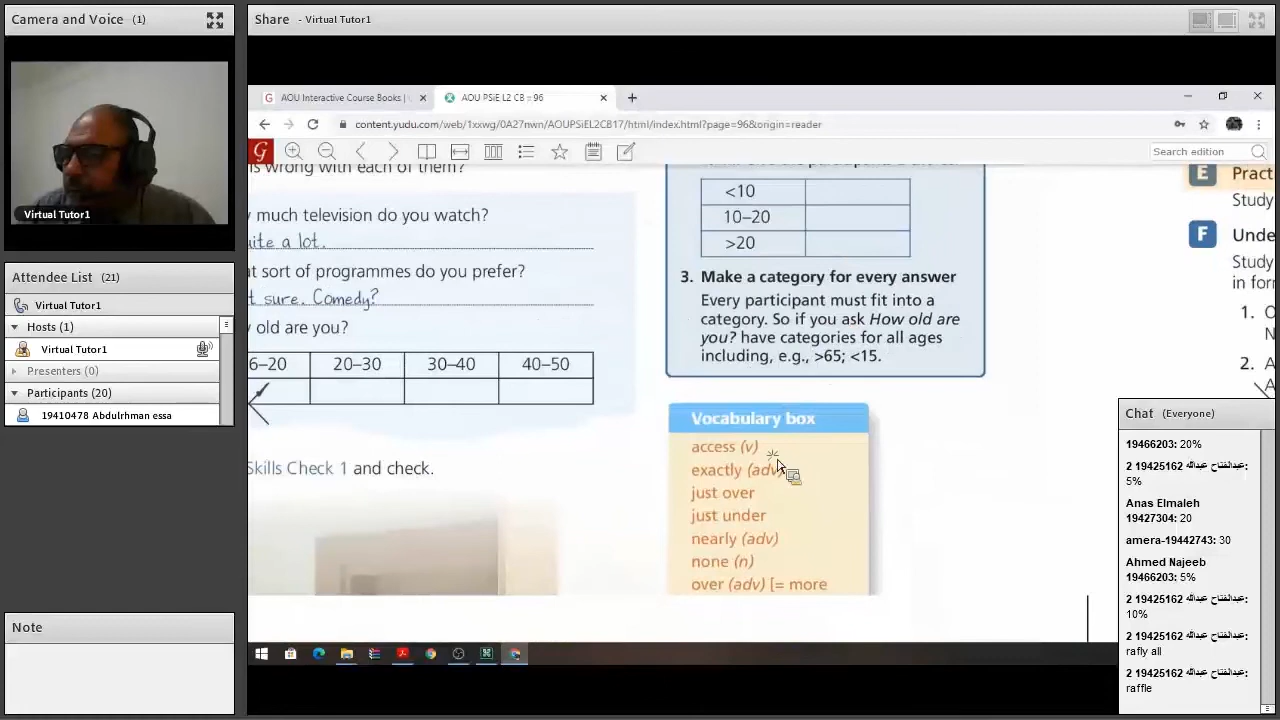 Camera and Voice (1)
Virtual Tutor1
Attendee List (21)
Virtual Tutor1
Hosts (1)
Virtual Tutor1
Presenters (0)
Participants (20)
19410478 Abdulrhman essa
Note
Share - Virtual Tutor1
AOU Interactive Course Books |
AOU PSiE L2 CB :: 96
content.yudu.com/web/1xxwg/0A27nwn/AOUPSiEL2CB17/html/index.html?page=96&origin=reader
Search edition
is wrong with each of them?
much television do you watch?
ite a lot.
at sort of programmes do you prefer?
t sure. Comedy?
old are you?
6–20 20–30 30–40 40–50
Skills Check 1 and check.
<10
10–20
>20
3. Make a category for every answer
Every participant must fit into a
category. So if you ask How old are
you? have categories for all ages
including, e.g., >65; <15.
Vocabulary box
access (v)
exactly (adv)
just over
just under
nearly (adv)
none (n)
over (adv) [= more
E Pract
Study
F Unde
Study
in for
1.
2. A
Chat (Everyone)
19466203: 20%
2 19425162 عبدالفتاح عبدالله:
5%
Anas Elmaleh
19427304: 20
amera-19442743: 30
Ahmed Najeeb
19466203: 5%
2 19425162 عبدالفتاح عبدالله:
10%
2 19425162 عبدالفتاح عبدالله:
rafly all
2 19425162 عبدالفتاح عبدالله:
raffle